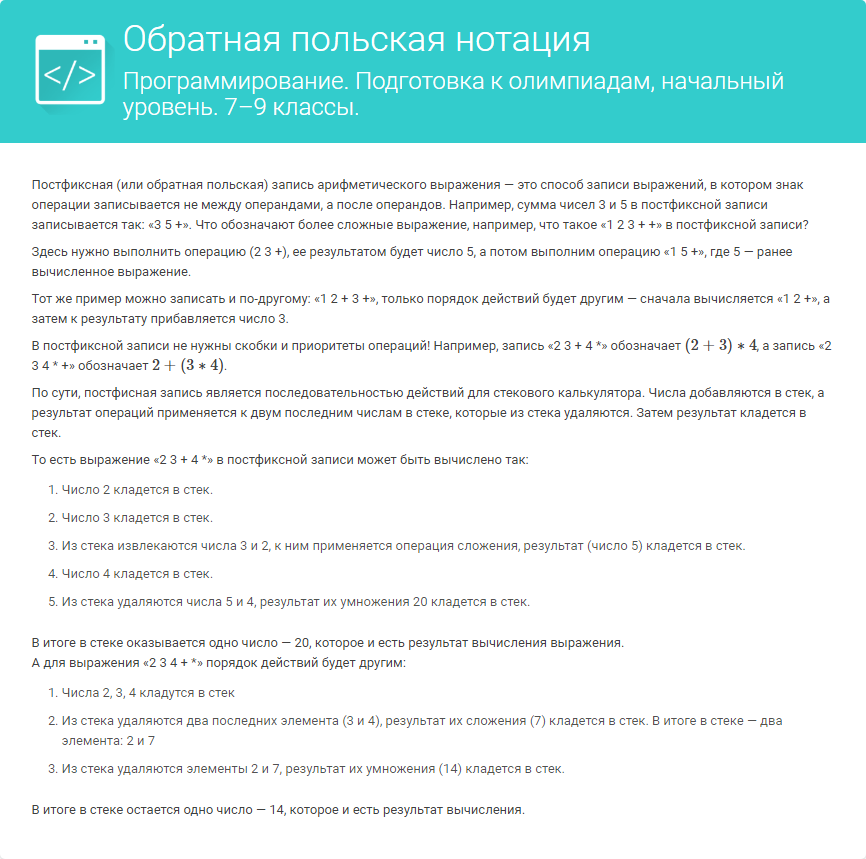 </>
Обратная польская нотация
Программирование. Подготовка к олимпиадам, начальный
уровень. 7–9 классы.
Постфиксная (или обратная польская) запись арифметического выражения — это способ записи выражений, в котором знак
операции записывается не между операндами, а после операндов. Например, сумма чисел 3 и 5 в постфиксной записи
записывается так: «3 5 +». Что обозначают более сложные выражение, например, что такое «1 2 3 + +» в постфиксной записи?
Здесь нужно выполнить операцию (2 3 +), ее результатом будет число 5, а потом выполним операцию «1 5 +», где 5 — ранее
вычисленное выражение.
Тот же пример можно записать и по-другому: «1 2 + 3 +», только порядок действий будет другим — сначала вычисляется «1 2 +», а
затем к результату прибавляется число 3.
В постфиксной записи не нужны скобки и приоритеты операций! Например, запись «2 3 + 4 *» обозначает (2 + 3) * 4, а запись «2
3 4 * +» обозначает 2 + (3 * 4).
По сути, постфисная запись является последовательностью действий для стекового калькулятора. Числа добавляются в стек, а
результат операций применяется к двум последним числам в стеке, которые из стека удаляются. Затем результат кладется в
стек.
То есть выражение «2 3 + 4 *» в постфиксной записи может быть вычислено так:
1. Число 2 кладется в стек.
2. Число 3 кладется в стек.
3. Из стека извлекаются числа 3 и 2, к ним применяется операция сложения, результат (число 5) кладется в стек.
4. Число 4 кладется в стек.
5. Из стека удаляются числа 5 и 4, результат их умножения 20 кладется в стек.
В итоге в стеке оказывается одно число — 20, которое и есть результат вычисления выражения.
А для выражения «2 3 4 + *» порядок действий будет другим:
1. Числа 2, 3, 4 кладутся в стек
2. Из стека удаляются два последних элемента (3 и 4), результат их сложения (7) кладется в стек. В итоге в стеке — два
элемента: 2 и 7
3. Из стека удаляются элементы 2 и 7, результат их умножения (14) кладется в стек.
В итоге в стеке остается одно число — 14, которое и есть результат вычисления.